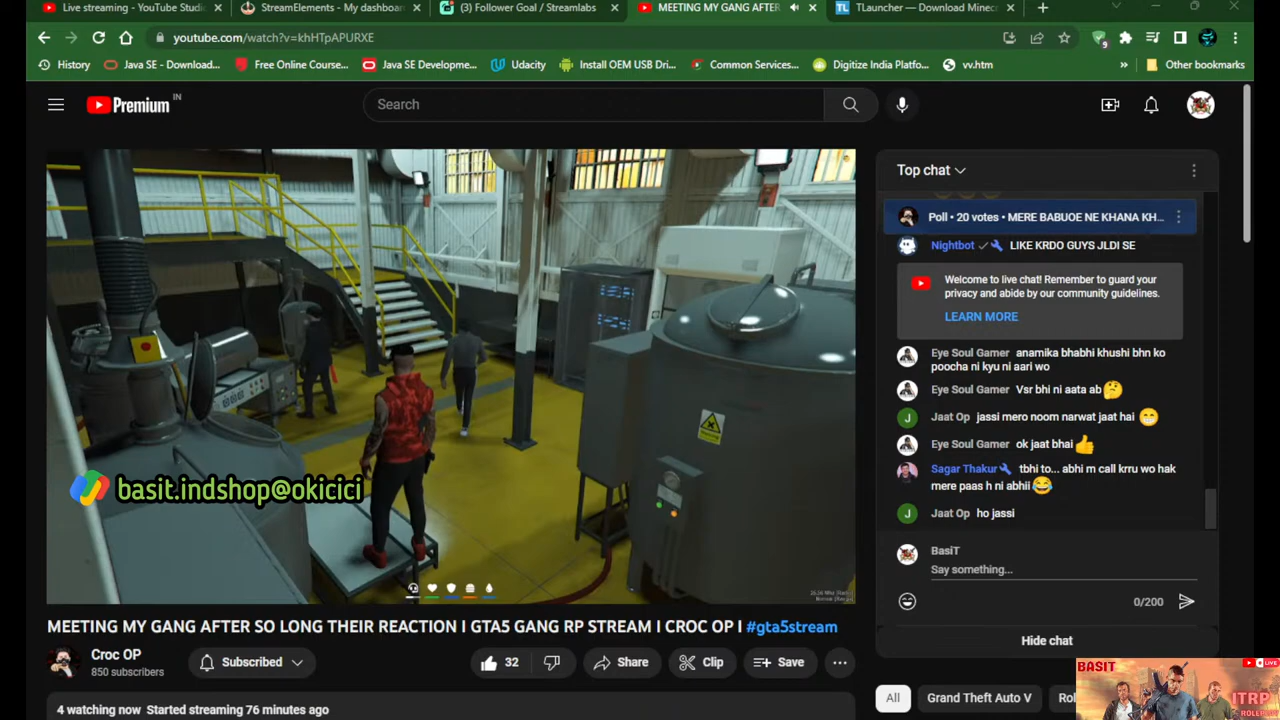 Live streaming - YouTube Studi
StreamElements - My dashboar
(3) Follower Goal / Streamlabs
MEETING MY GANG AFTER
TLauncher — Download Minec
youtube.com/watch?v=khHTpAPURXE
9
History
Java SE - Download...
Free Online Course...
Java SE Developme...
Udacity
Install OEM USB Dri...
Common Services...
Digitize India Platfo...
vv.htm
»
Other bookmarks
Premium IN
Search
Top chat
Poll • 20 votes • MERE BABUOE NE KHANA KH...
Nightbot LIKE KRDO GUYS JLDI SE
Welcome to live chat! Remember to guard your
privacy and abide by our community guidelines.
LEARN MORE
Eye Soul Gamer anamika bhabhi khushi bhn ko
poocha ni kyu ni aari wo
Eye Soul Gamer Vsr bhi ni aata ab🤔
J Jaat Op jassi mero noom narwat jaat hai 😁
Eye Soul Gamer ok jaat bhai👍
Sagar Thakur tbhi to... abhi m call krru wo hak
mere paas h ni abhii 😂
J Jaat Op ho jassi
BasiT
Say something...
0/200
Hide chat
basit.indshop@okicici
MEETING MY GANG AFTER SO LONG THEIR REACTION I GTA5 GANG RP STREAM I CROC OP I #gta5stream
Croc OP
850 subscribers
Subscribed
32
Share
Clip
Save
4 watching now Started streaming 76 minutes ago
All
Grand Theft Auto V
Rol
BASIT
LIVE
ITRP